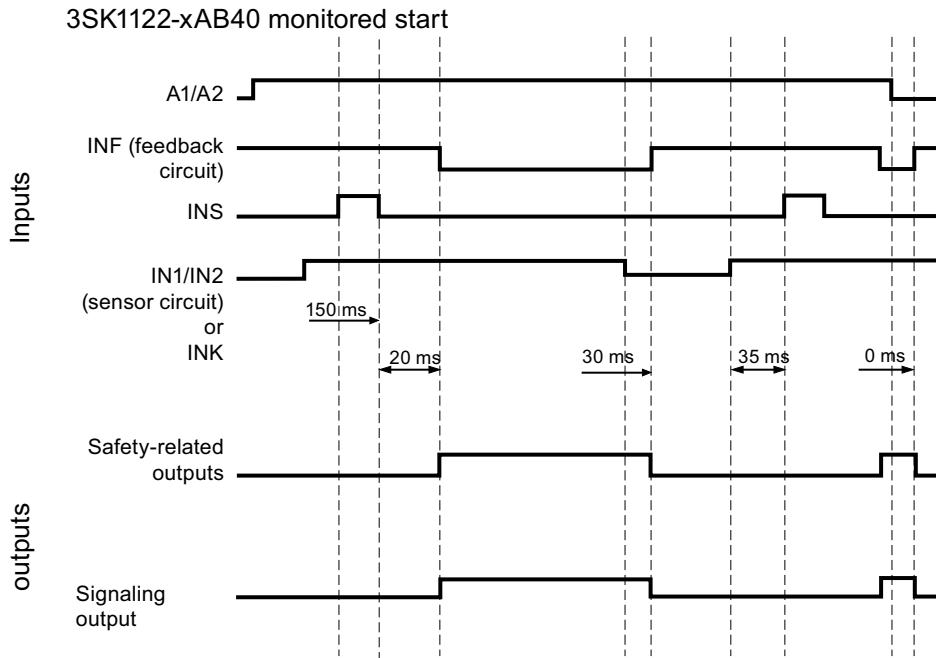 3SK1122-xAB40 monitored start
Inputs
A1/A2
INF (feedback
circuit)
INS
IN1/IN2
(sensor circuit)
or
INK
150 ms
20 ms
30 ms
35 ms
0 ms
outputs
Safety-related
outputs
Signaling
output